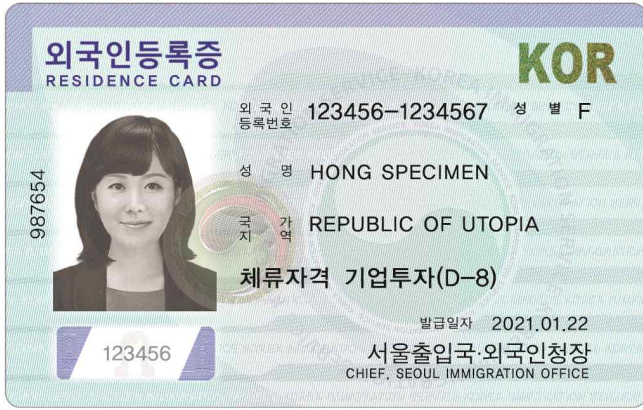 외국인등록증
RESIDENCE CARD
KOR
외국인
등록번호 123456-1234567 성 별 F
성 명 HONG SPECIMEN
국 가
지 역 REPUBLIC OF UTOPIA
체류자격 기업투자(D-8)
발급일자 2021.01.22
서울출입국·외국인청장
CHIEF, SEOUL IMMIGRATION OFFICE
987654
123456